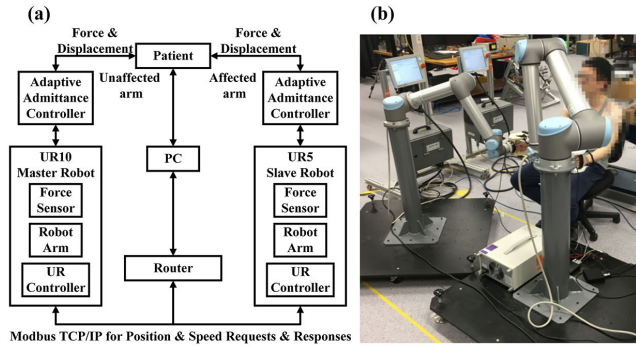 (a)
Force &
Displacement
Patient
Force &
Displacement
Unaffected
arm
Affected
arm
Adaptive
Admittance
Controller
Adaptive
Admittance
Controller
UR10
Master Robot
Force
Sensor
Robot
Arm
UR
Controller
PC
Router
UR5
Slave Robot
Force
Sensor
Robot
Arm
UR
Controller
Modbus TCP/IP for Position & Speed Requests & Responses
(b)